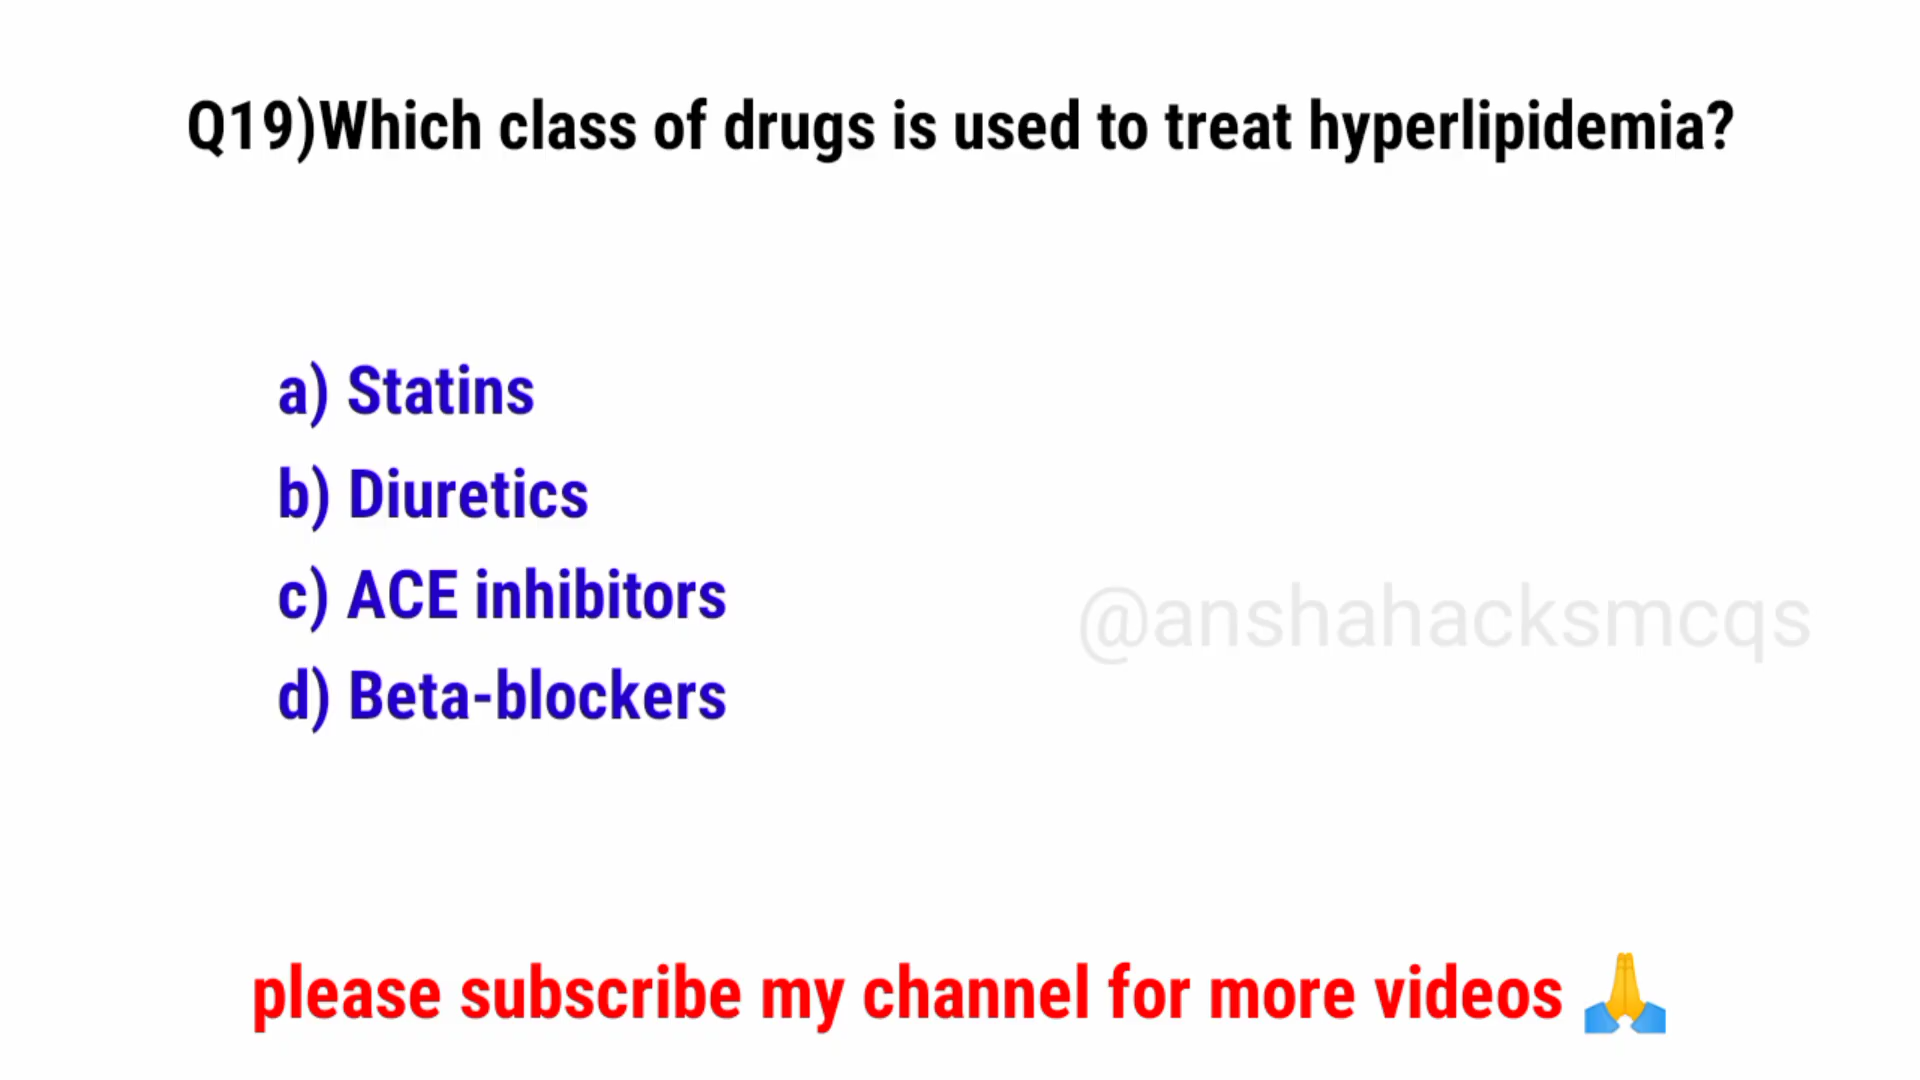 Q19)Which class of drugs is used to treat hyperlipidemia?
a) Statins
b) Diuretics
c) ACE inhibitors
@anshahacksmcqs
d) Beta-blockers
please subscribe my channel for more videos 🙏